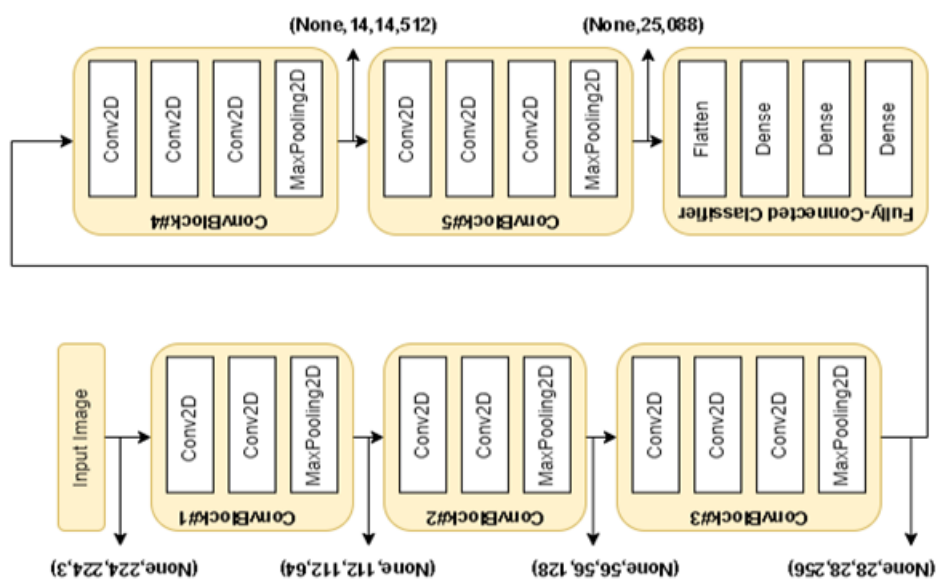 Input Image
(None,224,224,3)
Conv2D
Conv2D
MaxPooling2D
ConvBlock#1
(None,112,112,64)
Conv2D
Conv2D
MaxPooling2D
ConvBlock#2
(None,56,56,128)
Conv2D
Conv2D
Conv2D
MaxPooling2D
ConvBlock#3
(None,28,28,256)
Conv2D
Conv2D
Conv2D
MaxPooling2D
ConvBlock#4
(None,14,14,512)
Conv2D
Conv2D
Conv2D
MaxPooling2D
ConvBlock#5
(None,25,088)
Flatten
Dense
Dense
Dense
Fully-Connected Classifier